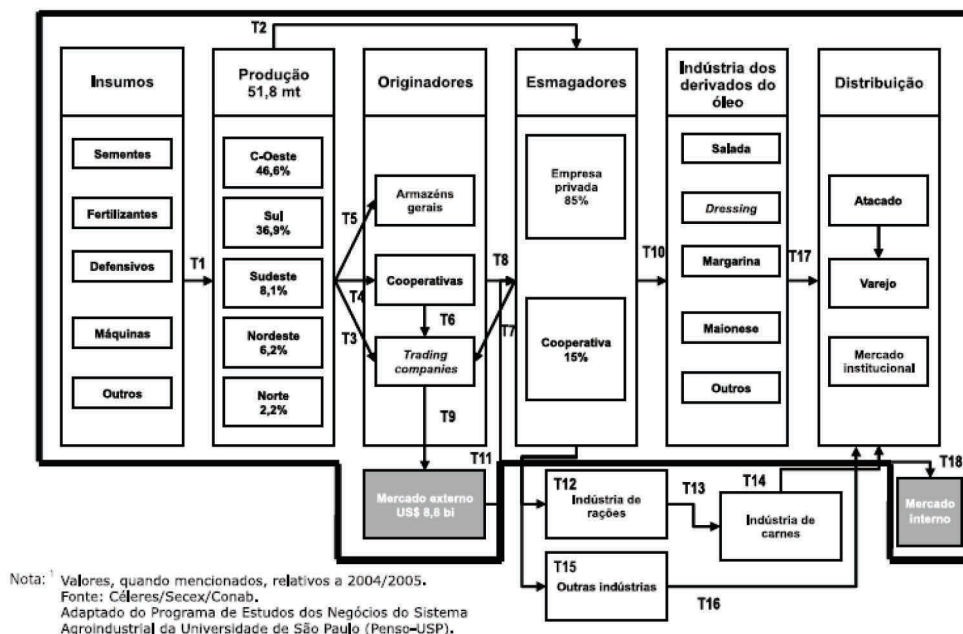 T2
Insumos
Sementes
Fertilizantes
Defensivos
Máquinas
Outros
T1
Produção
51,8 mt
C-Oeste
46,6%
Sul
36,9%
Sudeste
8,1%
Nordeste
6,2%
Norte
2,2%
T5
T4
T3
Originadores
Armazéns
gerais
Cooperativas
T6
Trading
companies
T9
T8
T7
T11
Mercado externo
US$ 8,8 bi
Esmagadores
Empresa
privada
85%
Cooperativa
15%
T10
Indústria dos
derivados do
óleo
Salada
Dressing
Margarina
Maionese
Outros
T17
Distribuição
Atacado
Varejo
Mercado
institucional
T12
Indústria de
rações
T13
T14
Indústria de
carnes
T18
Mercado
interno
T15
Outras indústrias
T16
Nota: ¹ Valores, quando mencionados, relativos a 2004/2005.
Fonte: Céleres/Secex/Conab.
Adaptado do Programa de Estudos dos Negócios do Sistema
Agroindustrial da Universidade de São Paulo (Pensa-USP).